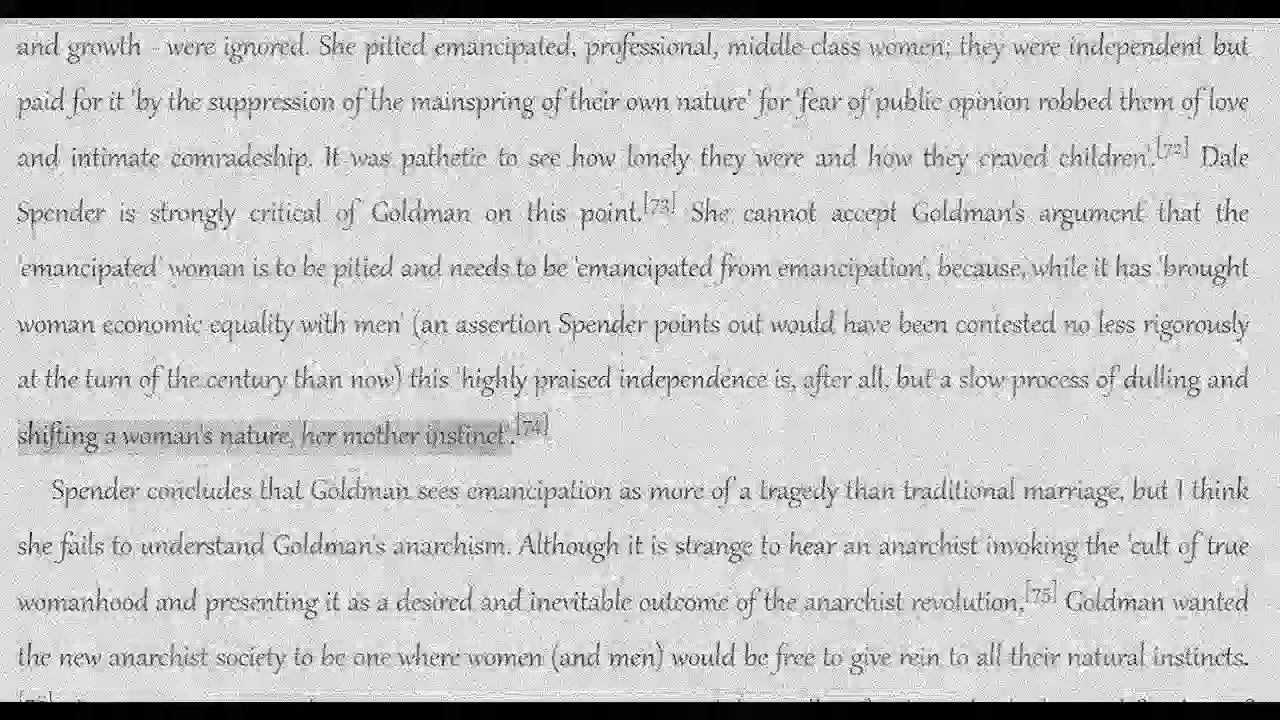 and growth - were ignored. She pitied emancipated, professional, middle-class women; they were independent but
paid for it 'by the suppression of the mainspring of their own nature' for 'fear of public opinion robbed them of love
and intimate comradeship. It was pathetic to see how lonely they were and how they craved children'.[72] Dale
Spender is strongly critical of Goldman on this point.[73] She cannot accept Goldman's argument that the
'emancipated' woman is to be pitied and needs to be 'emancipated from emancipation', because, while it has 'brought
woman economic equality with men' (an assertion Spender points out would have been contested no less rigorously
at the turn of the century than now) this 'highly praised independence is, after all, but a slow process of dulling and
shifting a woman's nature, her mother instinct'.[74]
Spender concludes that Goldman sees emancipation as more of a tragedy than traditional marriage, but I think
she fails to understand Goldman's anarchism. Although it is strange to hear an anarchist invoking the 'cult of true
womanhood and presenting it as a desired and inevitable outcome of the anarchist revolution,[75] Goldman wanted
the new anarchist society to be one where women (and men) would be free to give rein to all their natural instincts.